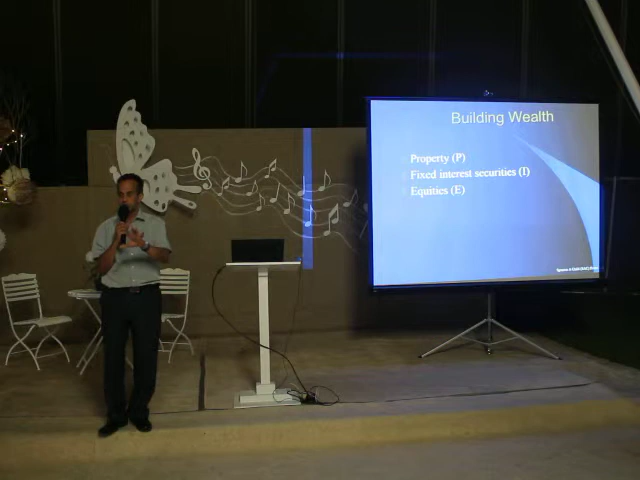 Building Wealth
Property (P)
Fixed interest securities (I)
Equities (E)